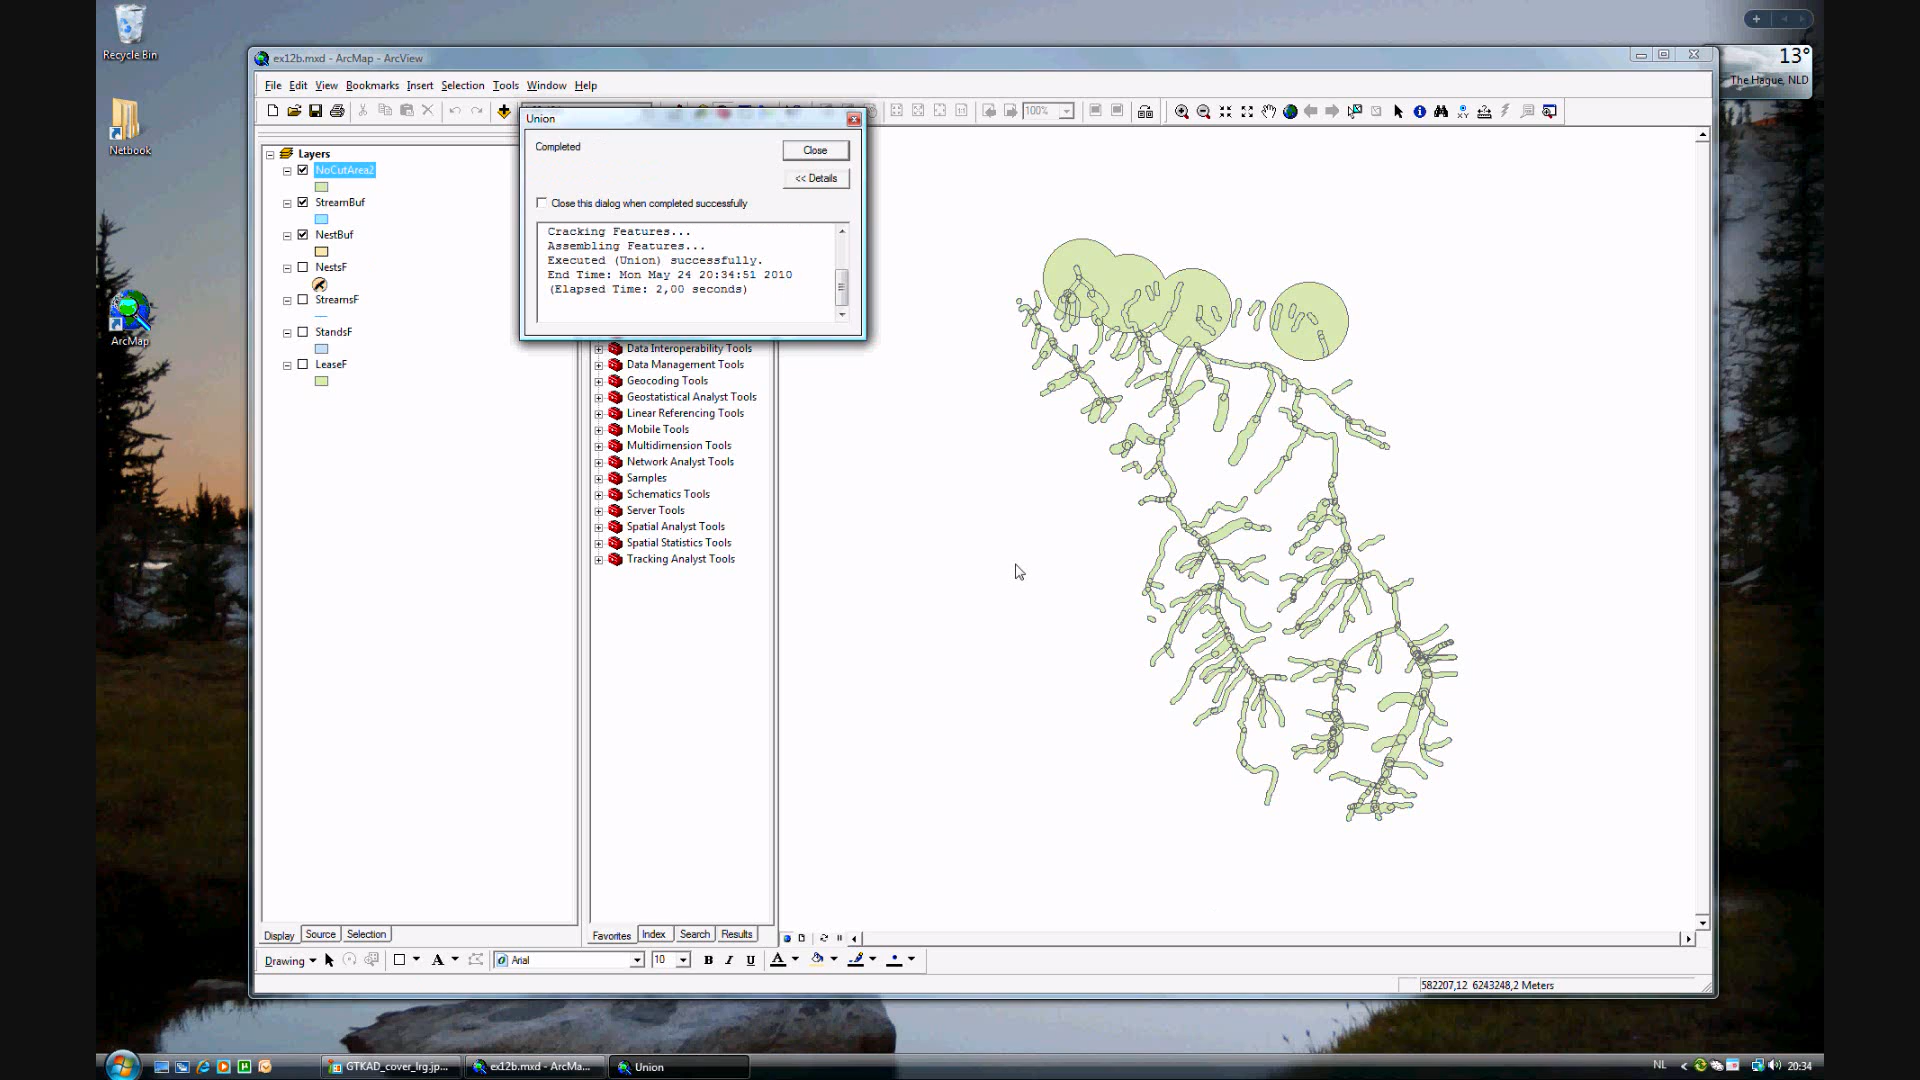 Recycle Bin
Netbook
ArcMap
13°
The Hague, NLD
ex12b.mxd - ArcMap - ArcView
File Edit View Bookmarks Insert Selection Tools Window Help
100%
Layers
NoCutArea2
StreamBuf
NestBuf
NestsF
StreamsF
StandsF
LeaseF
Union
Completed
Close
<< Details
Close this dialog when completed successfully
Cracking Features...
Assembling Features...
Executed (Union) successfully.
End Time: Mon May 24 20:34:51 2010
(Elapsed Time: 2,00 seconds)
Data Interoperability Tools
Data Management Tools
Geocoding Tools
Geostatistical Analyst Tools
Linear Referencing Tools
Mobile Tools
Multidimension Tools
Network Analyst Tools
Samples
Schematics Tools
Server Tools
Spatial Analyst Tools
Spatial Statistics Tools
Tracking Analyst Tools
Display Source Selection
Favorites Index Search Results
Drawing A Arial 10 B I U A
582207,12 6243248,2 Meters
GTKAD_cover_lrg.jp... ex12b.mxd - ArcMa... Union
NL < 20:34